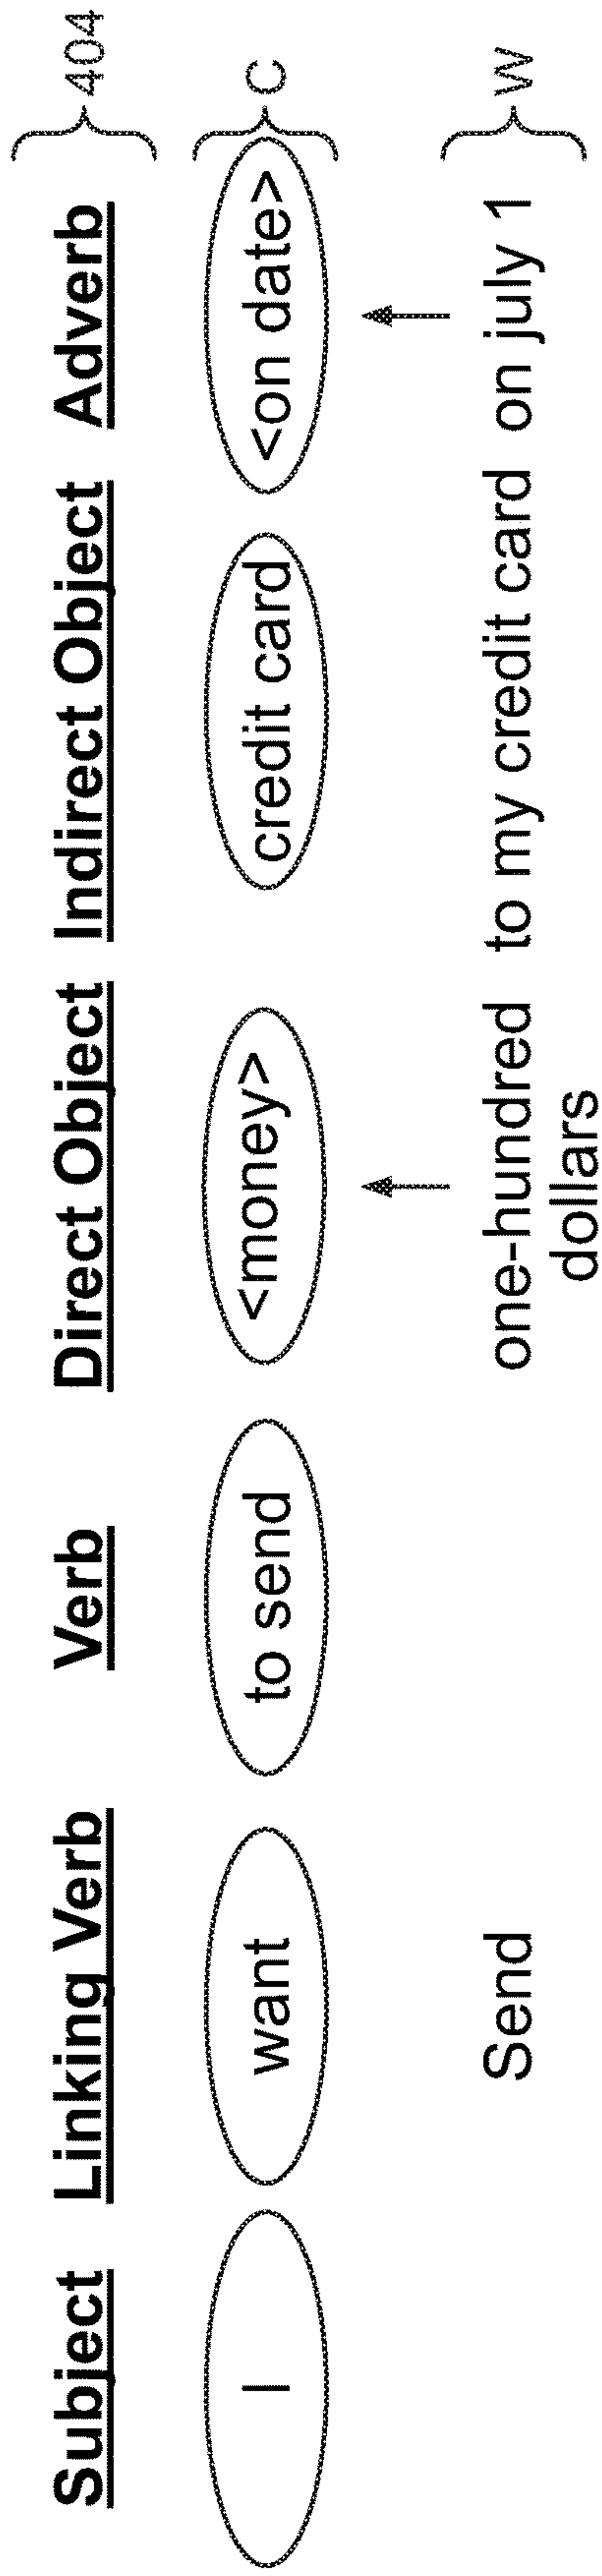 Subject Linking Verb Verb Direct Object Indirect Object Adverb 404
I want to send <money> credit card <on date> C
Send one-hundred to my credit card on july 1 W
dollars